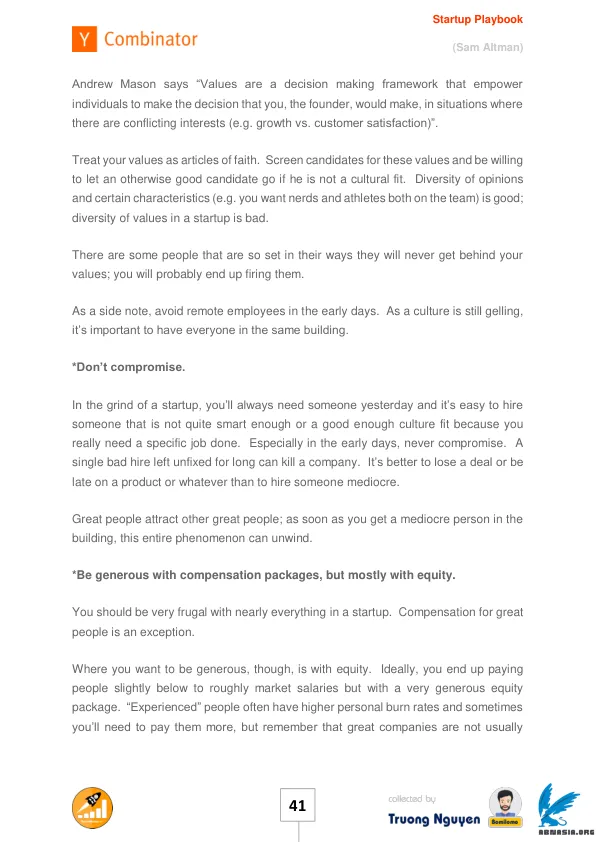 Startup Playbook
Y Combinator
(Sam Altman)
Andrew Mason says “Values are a decision making framework that empower
individuals to make the decision that you, the founder, would make, in situations where
there are conflicting interests (e.g. growth vs. customer satisfaction)”.
Treat your values as articles of faith.  Screen candidates for these values and be willing
to let an otherwise good candidate go if he is not a cultural fit.  Diversity of opinions
and certain characteristics (e.g. you want nerds and athletes both on the team) is good;
diversity of values in a startup is bad.
There are some people that are so set in their ways they will never get behind your
values; you will probably end up firing them.
As a side note, avoid remote employees in the early days.  As a culture is still gelling,
it’s important to have everyone in the same building.
*Don’t compromise.
In the grind of a startup, you’ll always need someone yesterday and it’s easy to hire
someone that is not quite smart enough or a good enough culture fit because you
really need a specific job done.  Especially in the early days, never compromise.  A
single bad hire left unfixed for long can kill a company.  It’s better to lose a deal or be
late on a product or whatever than to hire someone mediocre.
Great people attract other great people; as soon as you get a mediocre person in the
building, this entire phenomenon can unwind.
*Be generous with compensation packages, but mostly with equity.
You should be very frugal with nearly everything in a startup.  Compensation for great
people is an exception.
Where you want to be generous, though, is with equity.  Ideally, you end up paying
people slightly below to roughly market salaries but with a very generous equity
package.  “Experienced” people often have higher personal burn rates and sometimes
you’ll need to pay them more, but remember that great companies are not usually
41
collected by
Truong Nguyen
Bomiloma
ABNASIA.ORG